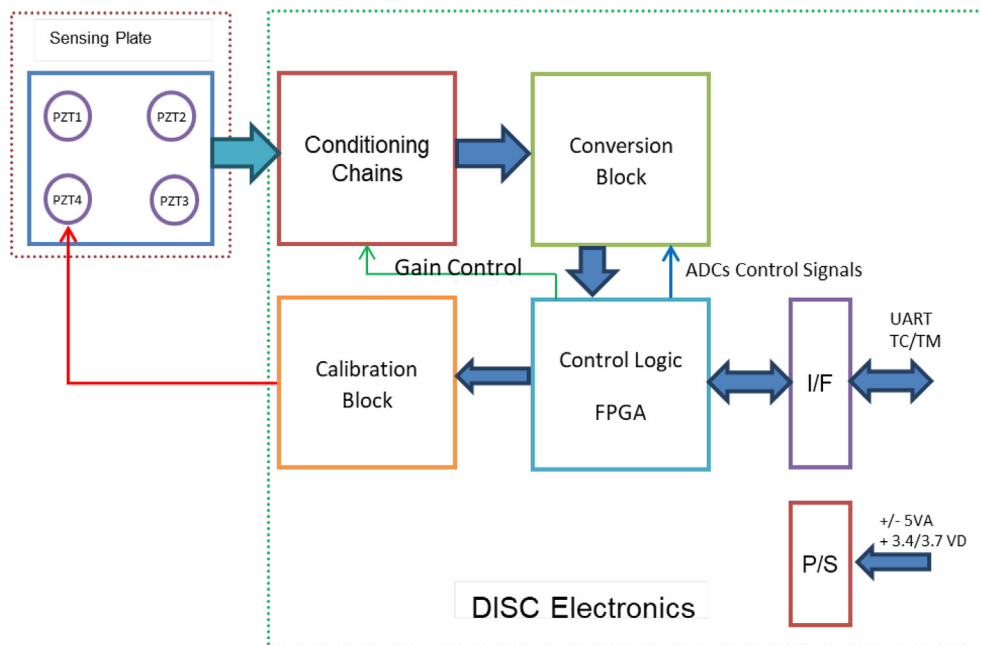 Sensing Plate
PZT1
PZT2
PZT4
PZT3
Conditioning
Chains
Conversion
Block
Gain Control
ADCs Control Signals
Calibration
Block
Control Logic
FPGA
I/F
UART
TC/TM
P/S
+/- 5VA
+ 3.4/3.7 VD
DISC Electronics